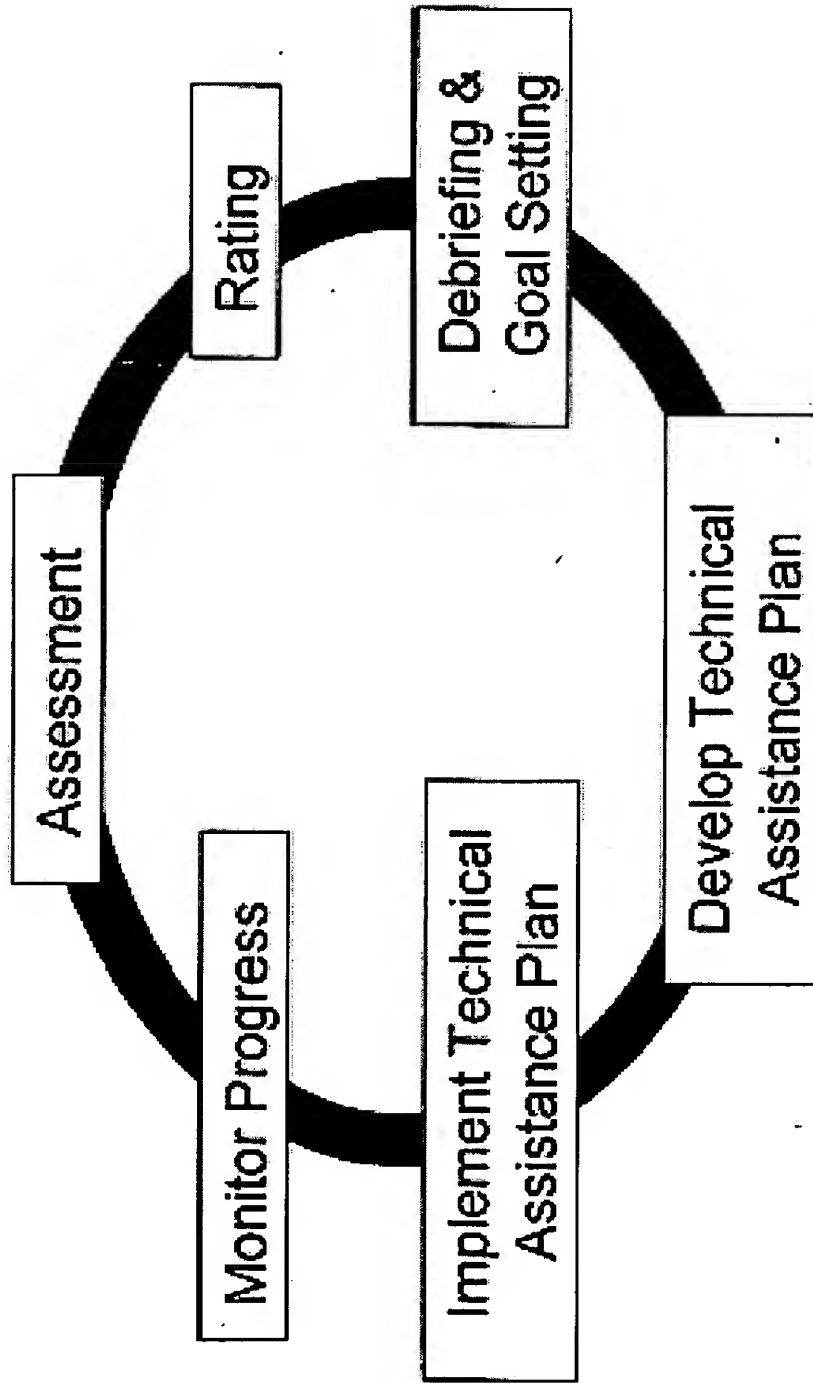 Assessment
Rating
Debriefing &
Goal Setting
Develop Technical
Assistance Plan
Implement Technical
Assistance Plan
Monitor Progress